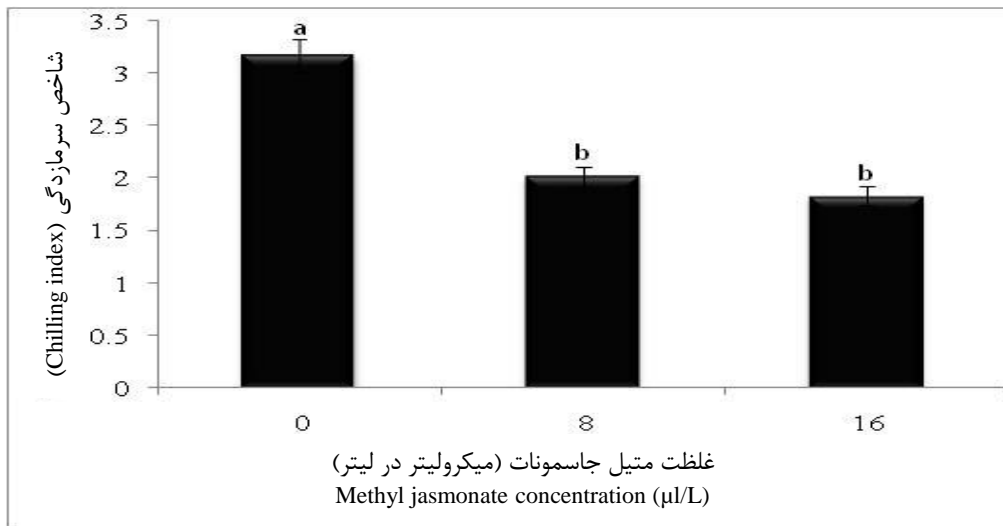 شاخص سرمازدگی (Chilling index)
3.5
3
2.5
2
1.5
1
0.5
0
a
b
b
0 8 16
غلظت متیل جاسمونات (میکرولیتر در لیتر)
Methyl jasmonate concentration (µl/L)